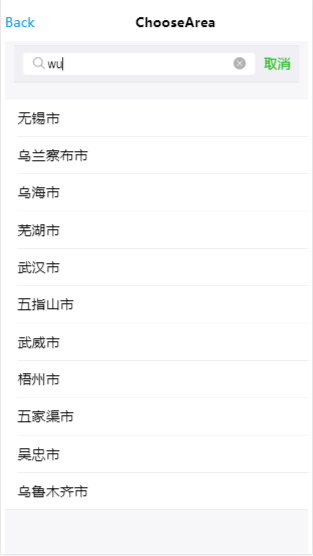 Back ChooseArea
wu 取消
无锡市
乌兰察布市
乌海市
芜湖市
武汉市
五指山市
武威市
梧州市
五家渠市
吴忠市
乌鲁木齐市